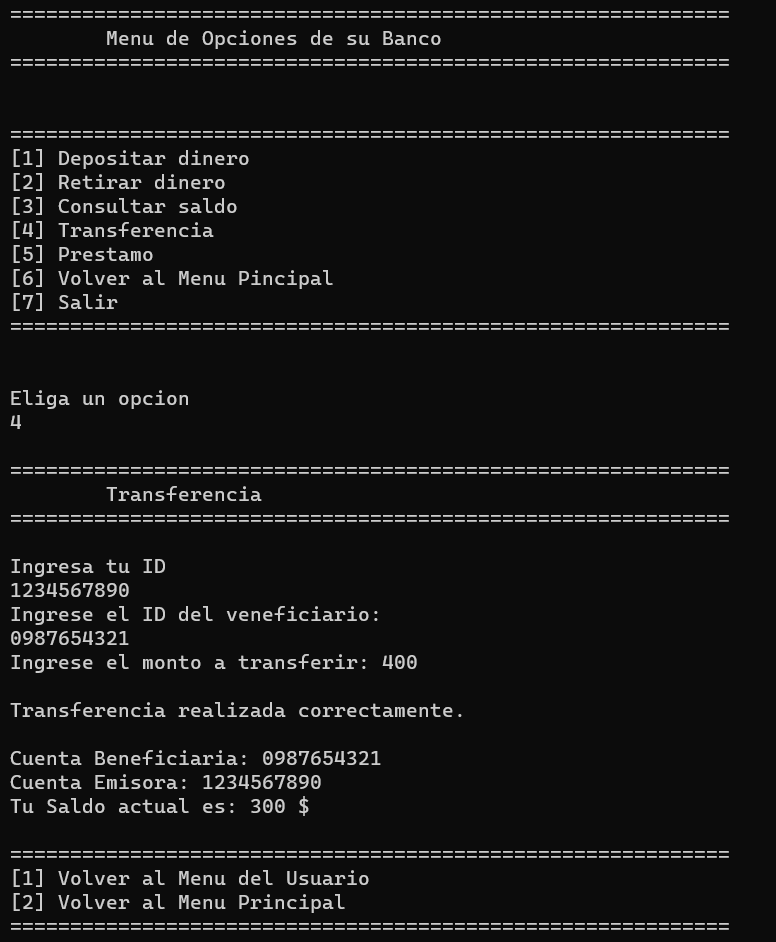 ============================================================
Menu de Opciones de su Banco
============================================================
============================================================
[1] Depositar dinero
[2] Retirar dinero
[3] Consultar saldo
[4] Transferencia
[5] Prestamo
[6] Volver al Menu Pincipal
[7] Salir
============================================================
Eliga un opcion
4
============================================================
Transferencia
============================================================
Ingresa tu ID
1234567890
Ingrese el ID del veneficiario:
0987654321
Ingrese el monto a transferir: 400
Transferencia realizada correctamente.
Cuenta Beneficiaria: 0987654321
Cuenta Emisora: 1234567890
Tu Saldo actual es: 300 $
============================================================
[1] Volver al Menu del Usuario
[2] Volver al Menu Principal
============================================================